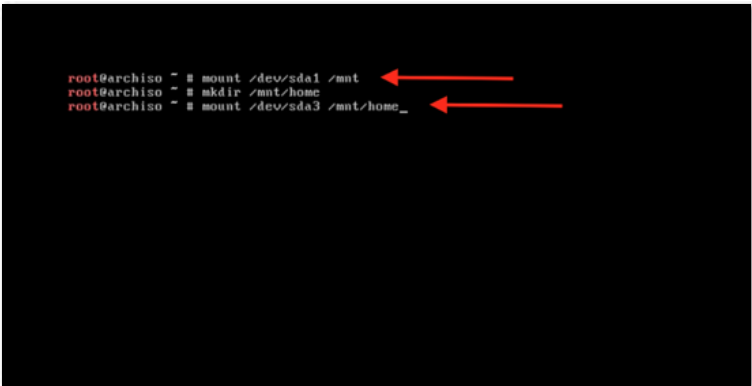 root@archiso ~ # mount /dev/sda1 /mnt
root@archiso ~ # mkdir /mnt/home
root@archiso ~ # mount /dev/sda3 /mnt/home_